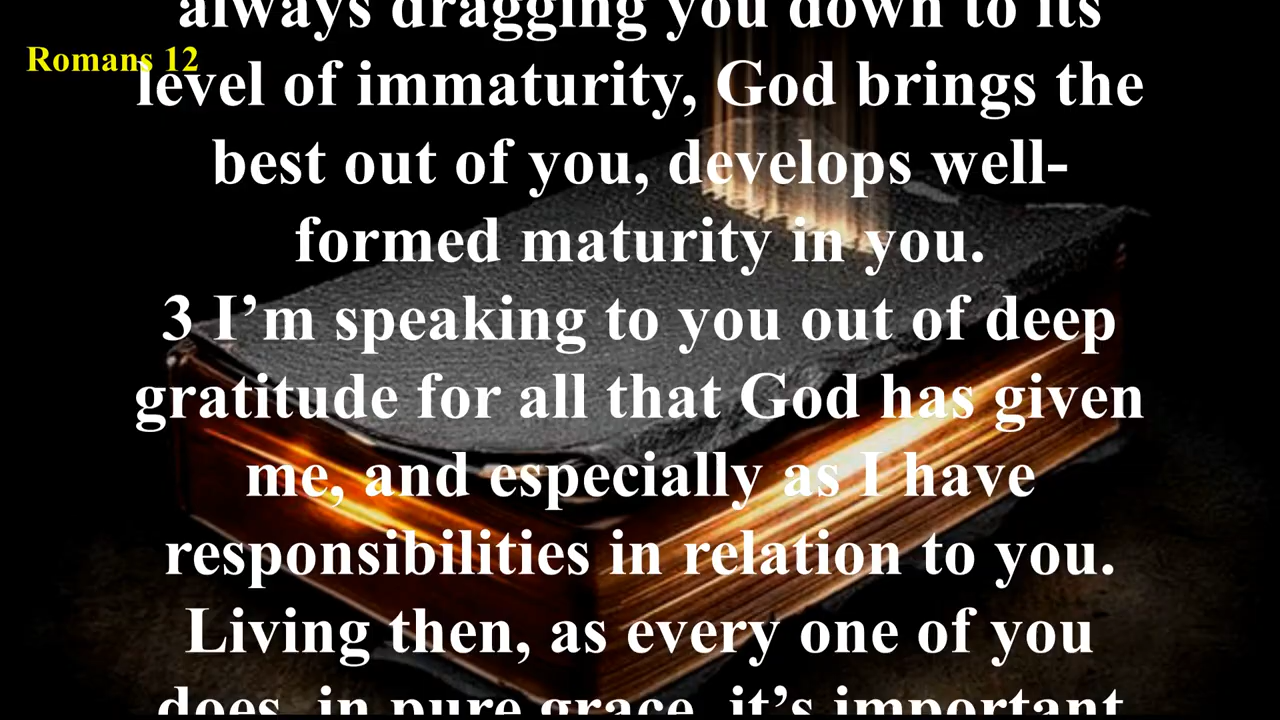 always dragging you down to its
Romans 12
level of immaturity, God brings the
best out of you, develops well-
formed maturity in you.
3 I’m speaking to you out of deep
gratitude for all that God has given
me, and especially as I have
responsibilities in relation to you.
Living then, as every one of you
does, in pure grace, it’s important